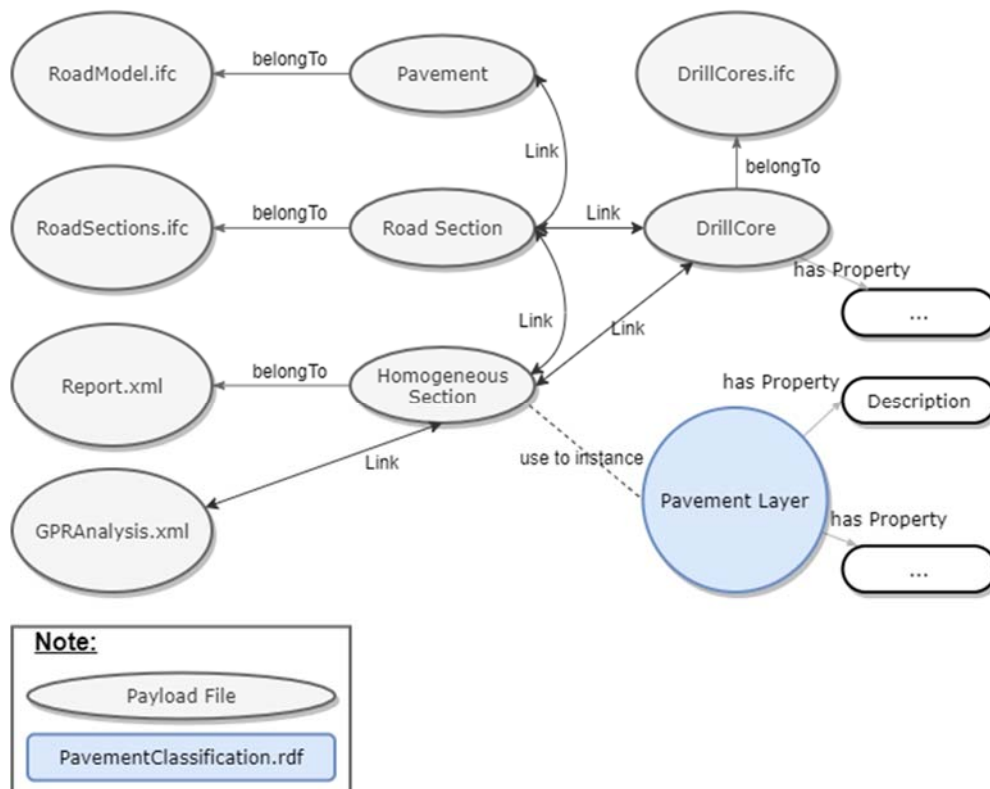 RoadModel.ifc
belongTo
Pavement
DrillCores.ifc
Link
belongTo
RoadSections.ifc
belongTo
Road Section
Link
DrillCore
has Property
...
Link
Link
Report.xml
belongTo
Homogeneous
Section
has Property
Description
Link
use to instance
Pavement Layer
GPRAnalysis.xml
has Property
...
Note:
Payload File
PavementClassification.rdf